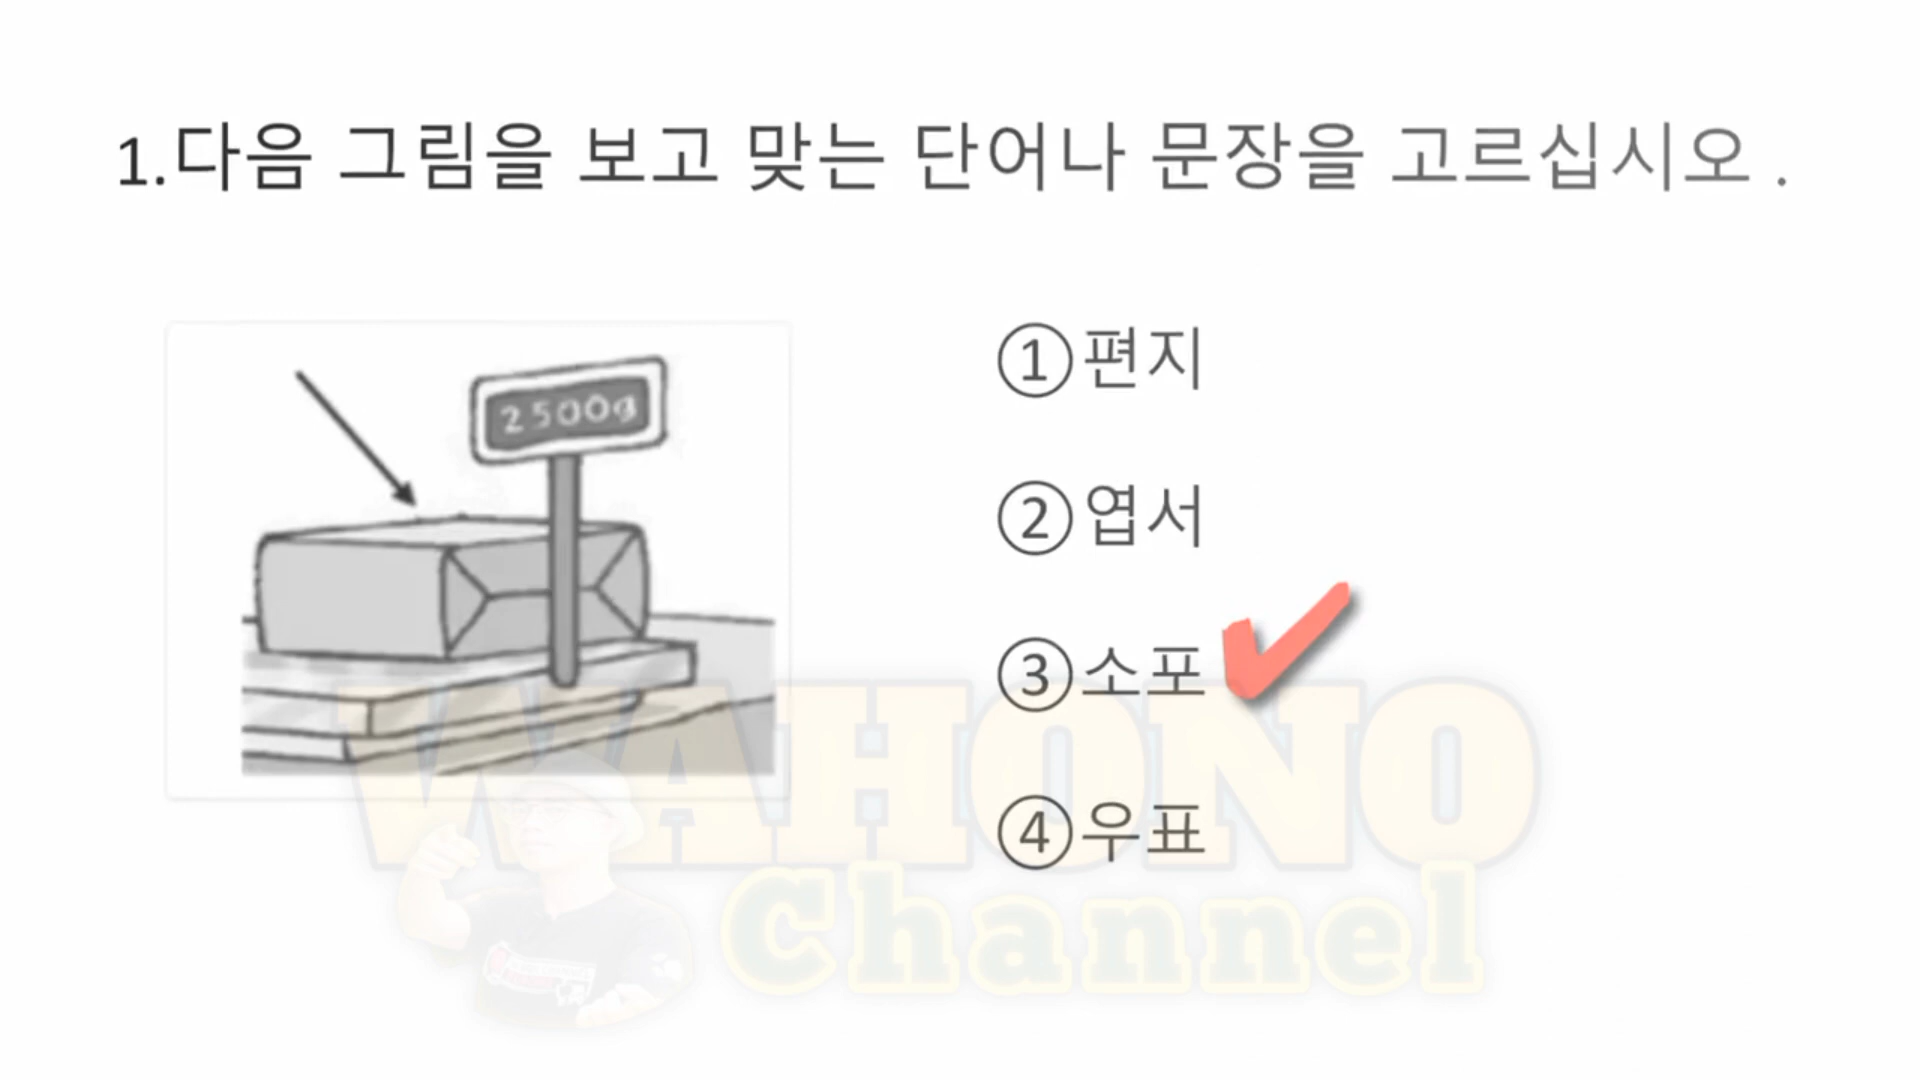 1.다음 그림을 보고 맞는 단어나 문장을 고르십시오 .
2500g
①편지
②엽서
③소포
④우표
WAHONO
Channel